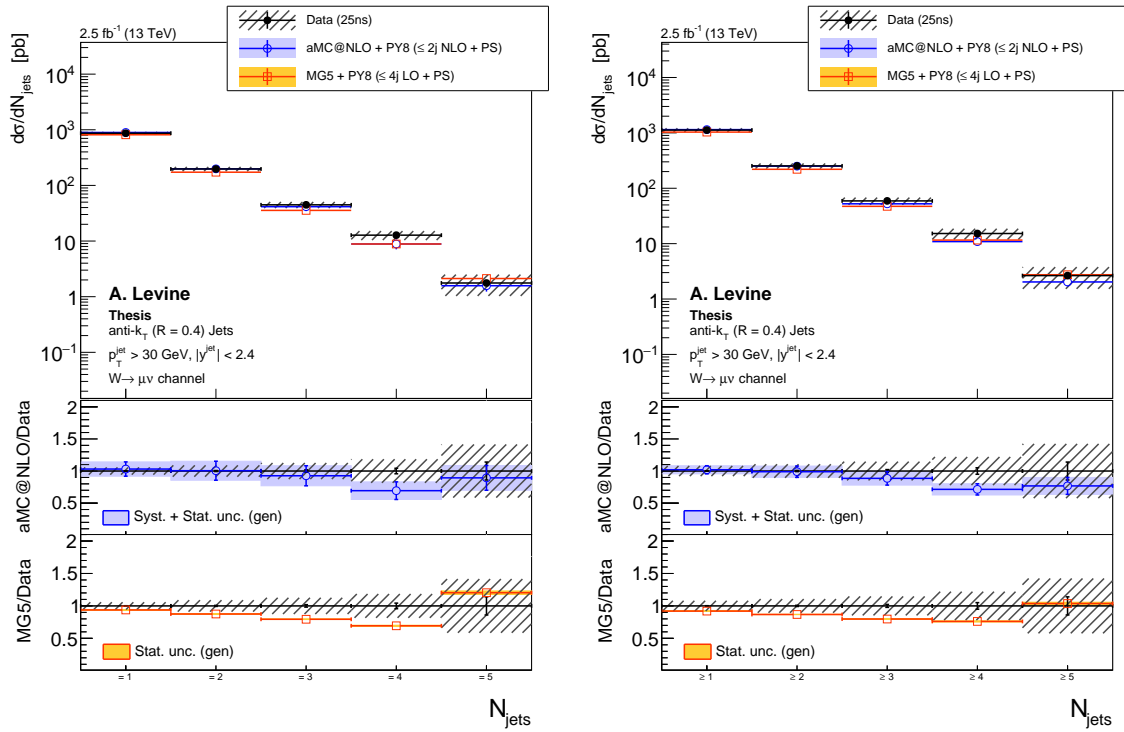 Data (25ns)
2.5 fb⁻¹ (13 TeV)
aMC@NLO + PY8 (≤ 2j NLO + PS)
MG5 + PY8 (≤ 4j LO + PS)
dσ/dN_jets [pb]
10⁴
10³
10²
10
1
10⁻¹
A. Levine
Thesis
anti-k_T (R = 0.4) Jets
p_T^jet > 30 GeV, |y^jet| < 2.4
W→ μν channel
aMC@NLO/Data
2
1.5
1
0.5
Syst. + Stat. unc. (gen)
MG5/Data
2
1.5
1
0.5
Stat. unc. (gen)
= 1 = 2 = 3 = 4 = 5
N_jets
Data (25ns)
2.5 fb⁻¹ (13 TeV)
aMC@NLO + PY8 (≤ 2j NLO + PS)
MG5 + PY8 (≤ 4j LO + PS)
dσ/dN_jets [pb]
10⁴
10³
10²
10
1
10⁻¹
A. Levine
Thesis
anti-k_T (R = 0.4) Jets
p_T^jet > 30 GeV, |y^jet| < 2.4
W→ μν channel
aMC@NLO/Data
2
1.5
1
0.5
Syst. + Stat. unc. (gen)
MG5/Data
2
1.5
1
0.5
Stat. unc. (gen)
≥ 1 ≥ 2 ≥ 3 ≥ 4 ≥ 5
N_jets